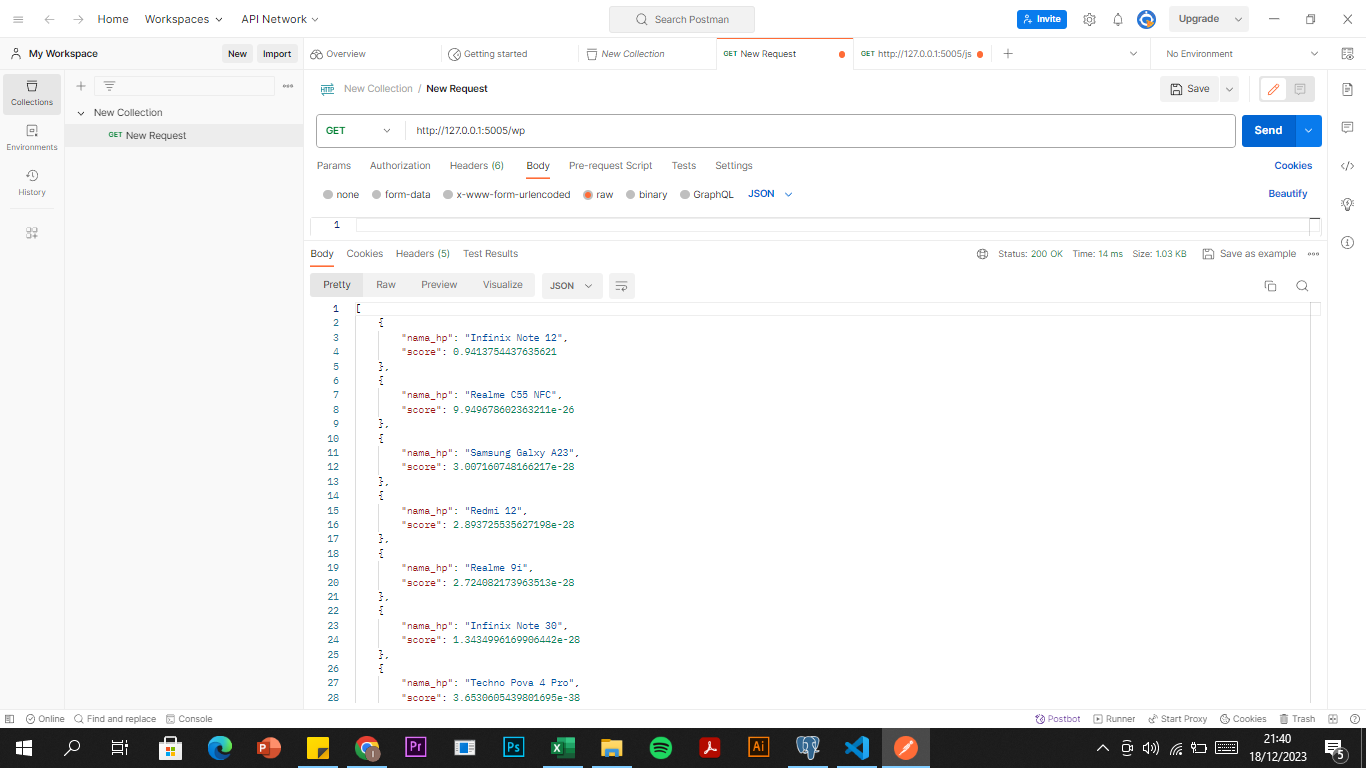 Home
Workspaces
API Network
Search Postman
Invite
Upgrade
My Workspace
New
Import
Overview
Getting started
New Collection
GET New Request
GET http://127.0.0.1:5005/js
No Environment
Collections
Environments
History
New Collection
GET New Request
HTTP
New Collection / New Request
Save
GET
http://127.0.0.1:5005/wp
Send
Params
Authorization
Headers (6)
Body
Pre-request Script
Tests
Settings
Cookies
none
form-data
x-www-form-urlencoded
raw
binary
GraphQL
JSON
Beautify
1
Body
Cookies
Headers (5)
Test Results
Status: 200 OK
Time: 14 ms
Size: 1.03 KB
Save as example
Pretty
Raw
Preview
Visualize
JSON
1 [
2 {
3 "nama_hp": "Infinix Note 12",
4 "score": 0.9413754437635621
5 },
6 {
7 "nama_hp": "Realme C55 NFC",
8 "score": 9.949678602363211e-26
9 },
10 {
11 "nama_hp": "Samsung Galxy A23",
12 "score": 3.007160748166217e-28
13 },
14 {
15 "nama_hp": "Redmi 12",
16 "score": 2.893725535627198e-28
17 },
18 {
19 "nama_hp": "Realme 9i",
20 "score": 2.724082173963513e-28
21 },
22 {
23 "nama_hp": "Infinix Note 30",
24 "score": 1.3434996169906442e-28
25 },
26 {
27 "nama_hp": "Techno Pova 4 Pro",
28 "score": 3.6530605439801695e-38
Online
Find and replace
Console
Postbot
Runner
Start Proxy
Cookies
Trash
Pr
Ps
Ai
21:40
18/12/2023
5